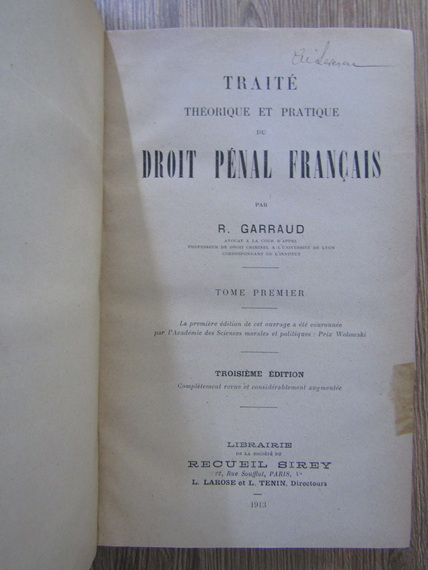 TRAITÉ
THÉORIQUE ET PRATIQUE
DU
DROIT PÉNAL FRANÇAIS
PAR
R. GARRAUD
AVOCAT A LA COUR D'APPEL
PROFESSEUR DE DROIT CRIMINEL A L'UNIVERSITÉ DE LYON
CORRESPONDANT DE L'INSTITUT
TOME PREMIER
La première édition de cet ouvrage a été couronnée
par l'Académie des Sciences morales et politiques : Prix Wolowski
TROISIÈME ÉDITION
Complètement revue et considérablement augmentée
LIBRAIRIE
DE LA SOCIÉTÉ DU
RECUEIL SIREY
22, Rue Soufflot, PARIS, 5e
L. LAROSE et L. TENIN, Directeurs
1913